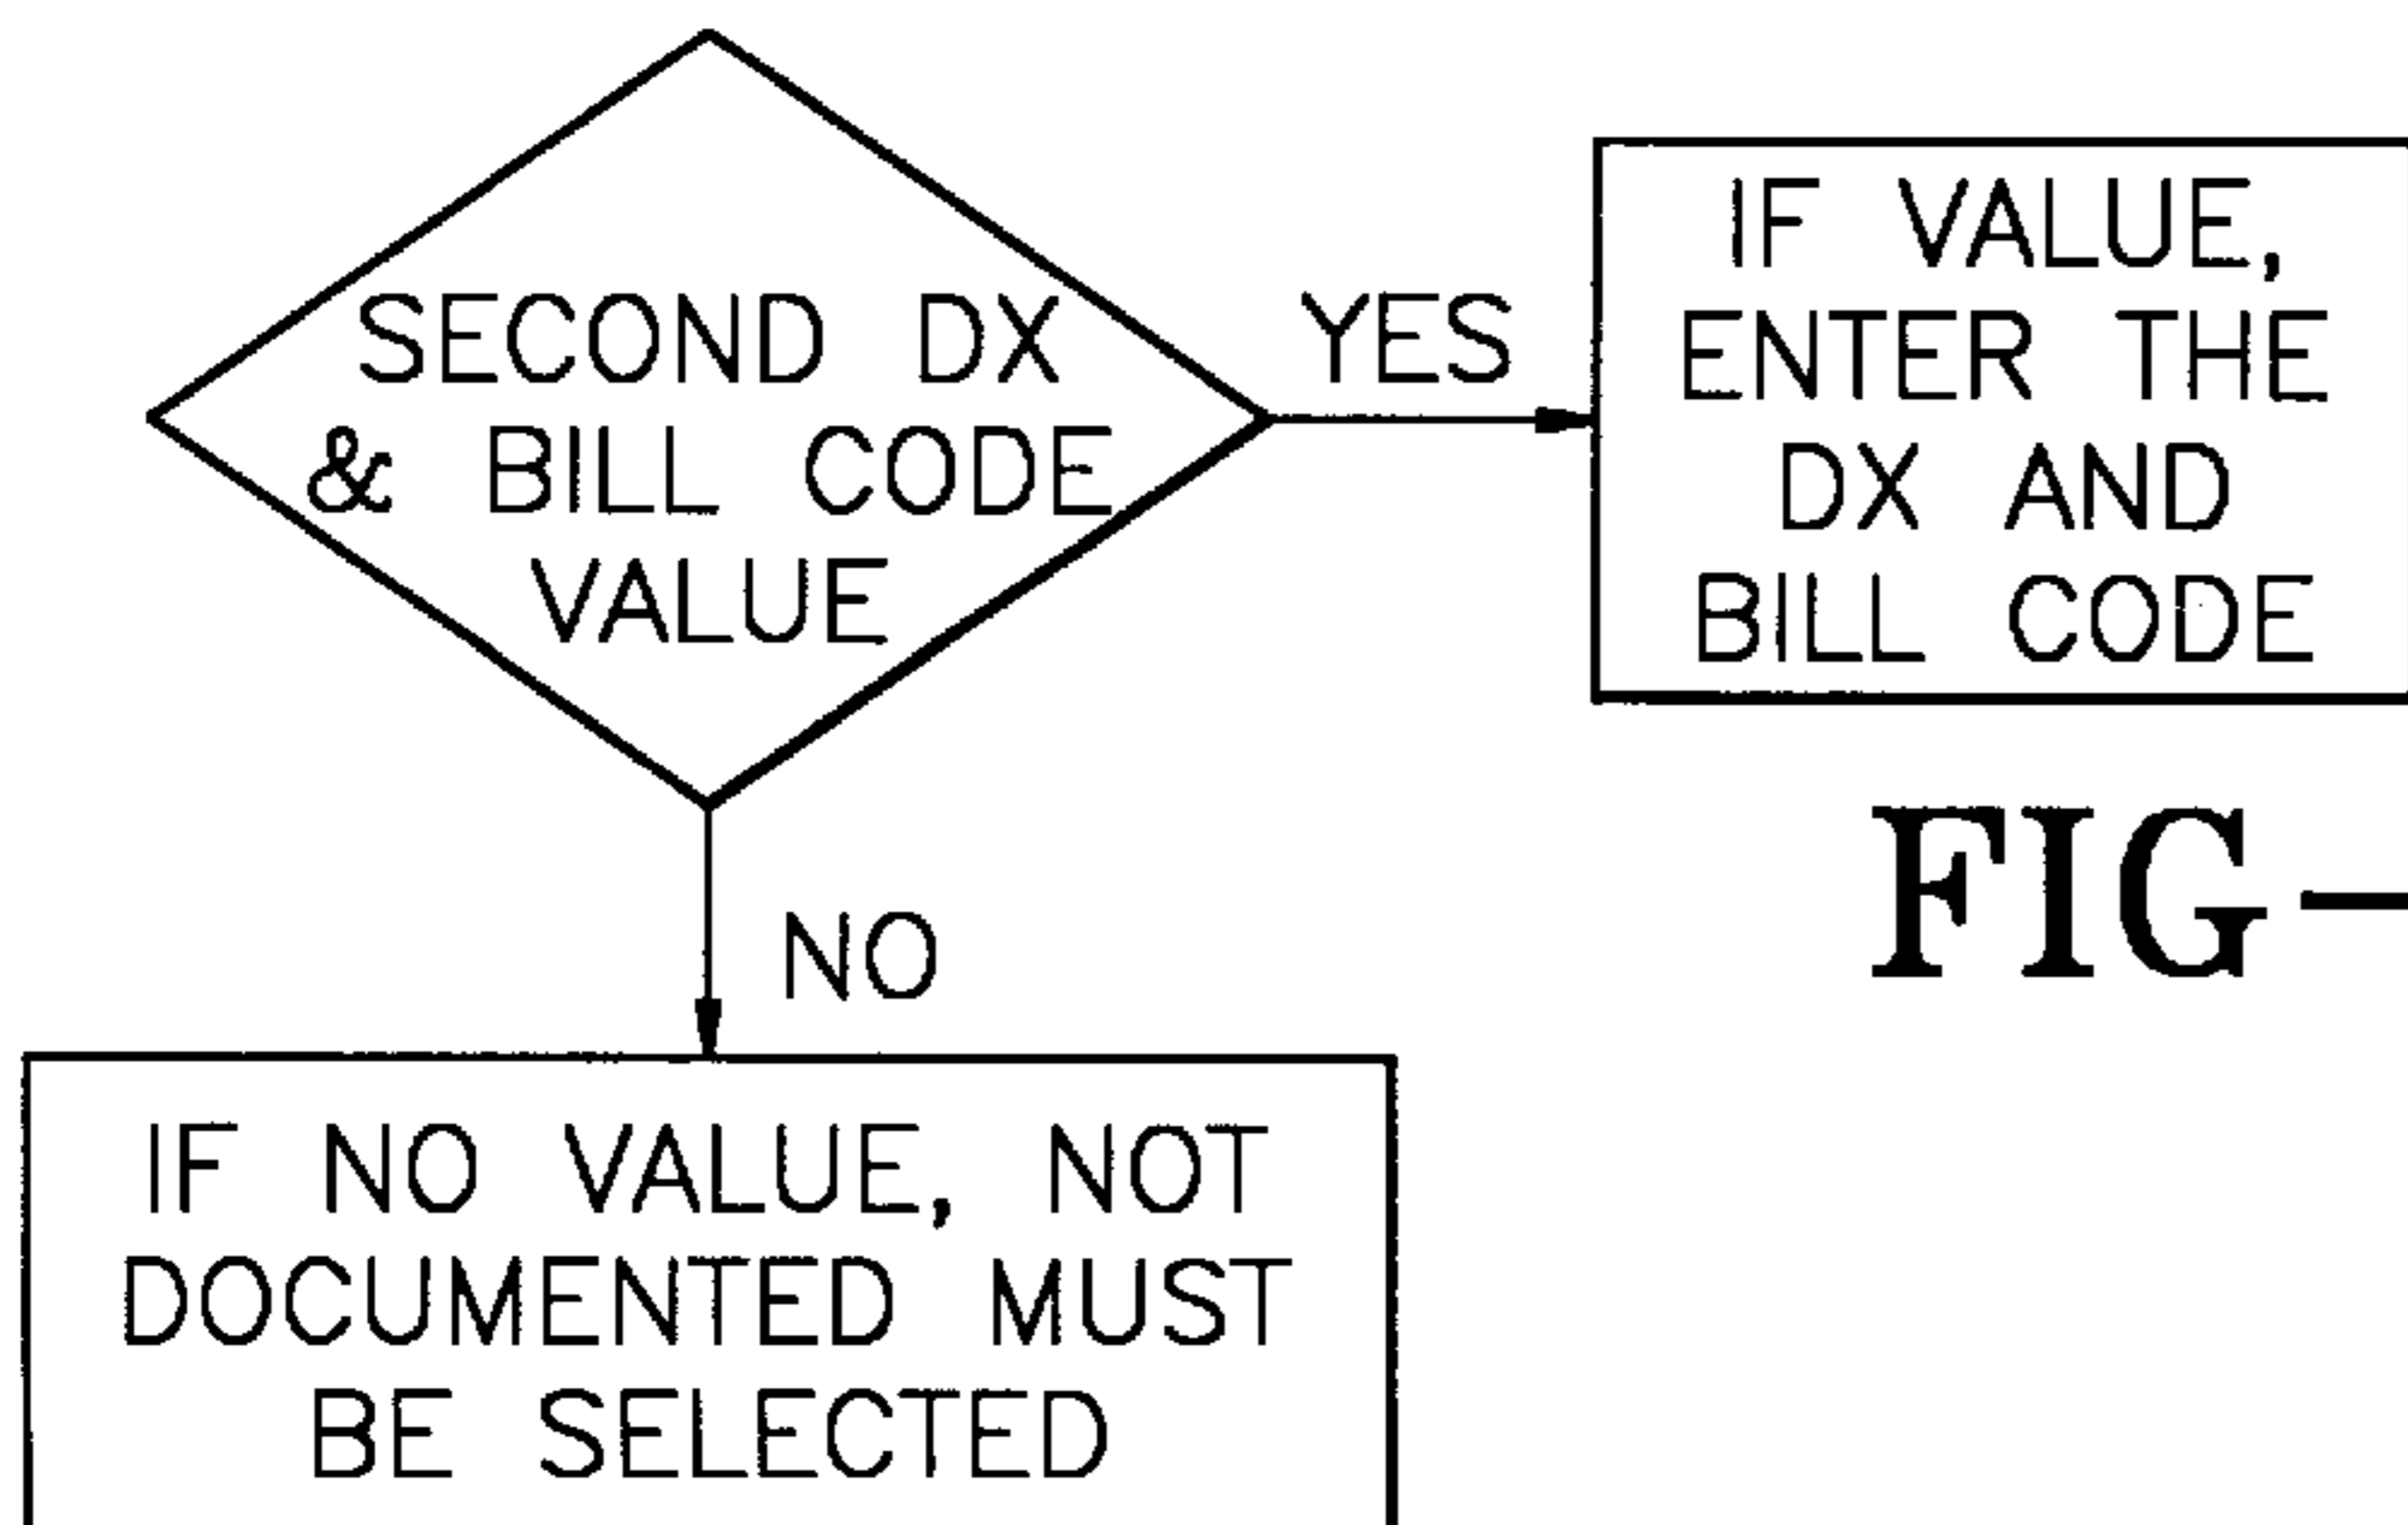 SECOND DX
& BILL CODE
VALUE
YES
IF VALUE,
ENTER THE
DX AND
BILL CODE
NO
FIG-
IF NO VALUE, NOT
DOCUMENTED MUST
BE SELECTED